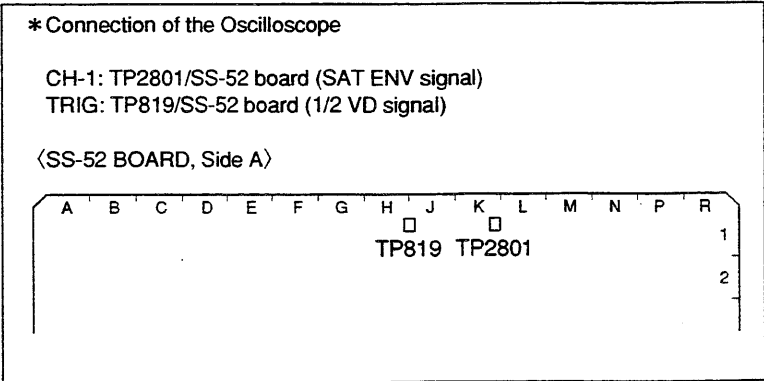 * Connection of the Oscilloscope
CH-1: TP2801/SS-52 board (SAT ENV signal)
TRIG: TP819/SS-52 board (1/2 VD signal)
〈SS-52 BOARD, Side A〉
A B C D E F G H J K L M N P R
1
TP819 TP2801
2